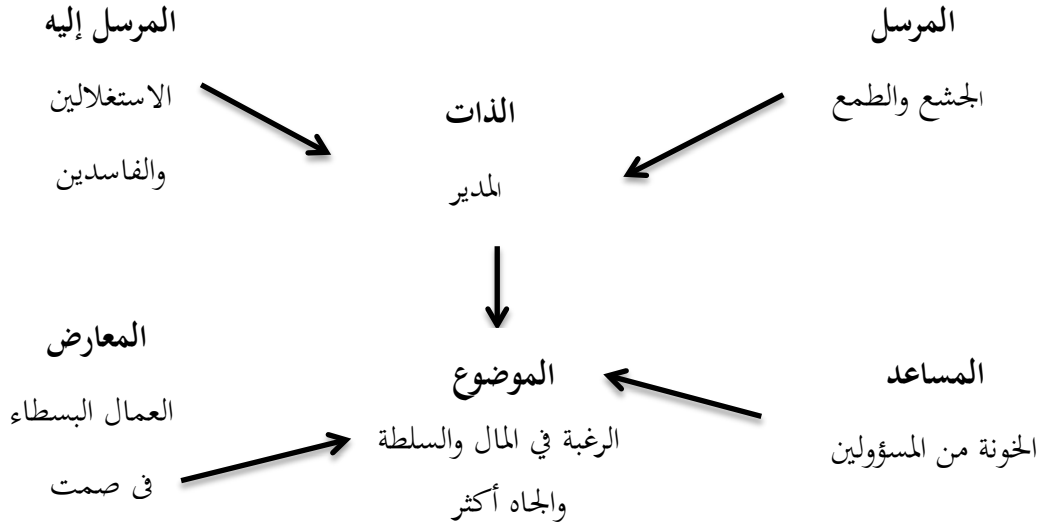 المرسل
الجشع والطمع
الذات
المدير
المرسل إليه
الاستغلالين
والفاسدين
المساعد
الخونة من المسؤولين
الموضوع
الرغبة في المال والسلطة
والجاه أكثر
المعارض
العمال البسطاء
في صمت